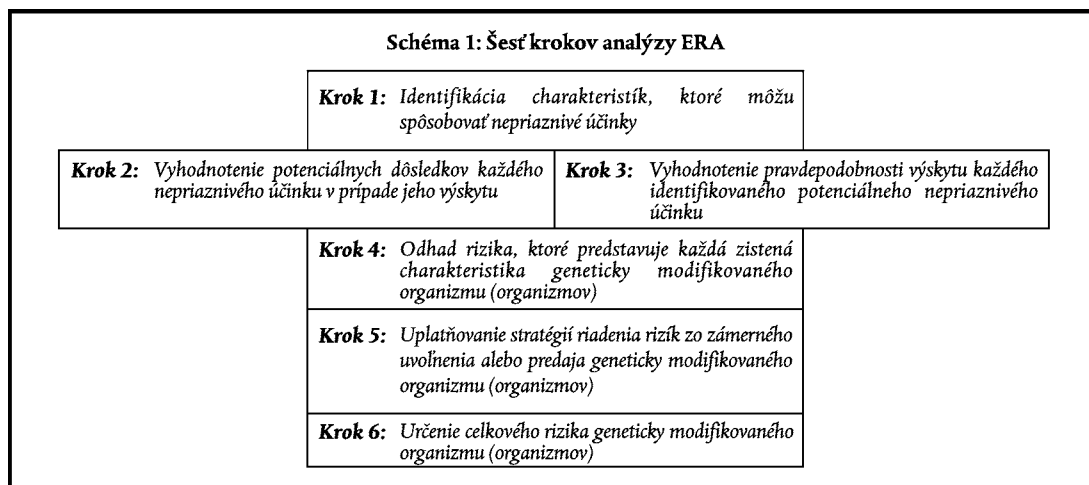 Schéma 1: Šesť krokov analýzy ERA
Krok 1: Identifikácia charakteristík, ktoré môžu
spôsobovať nepriaznivé účinky
Krok 2: Vyhodnotenie potenciálnych dôsledkov každého
nepriaznivého účinku v prípade jeho výskytu
Krok 3: Vyhodnotenie pravdepodobnosti výskytu každého
identifikovaného potenciálneho nepriaznivého
účinku
Krok 4: Odhad rizika, ktoré predstavuje každá zistená
charakteristika geneticky modifikovaného
organizmu (organizmov)
Krok 5: Uplatňovanie stratégií riadenia rizík zo zámerného
uvoľnenia alebo predaja geneticky modifikovaného
organizmu (organizmov)
Krok 6: Určenie celkového rizika geneticky modifikovaného
organizmu (organizmov)